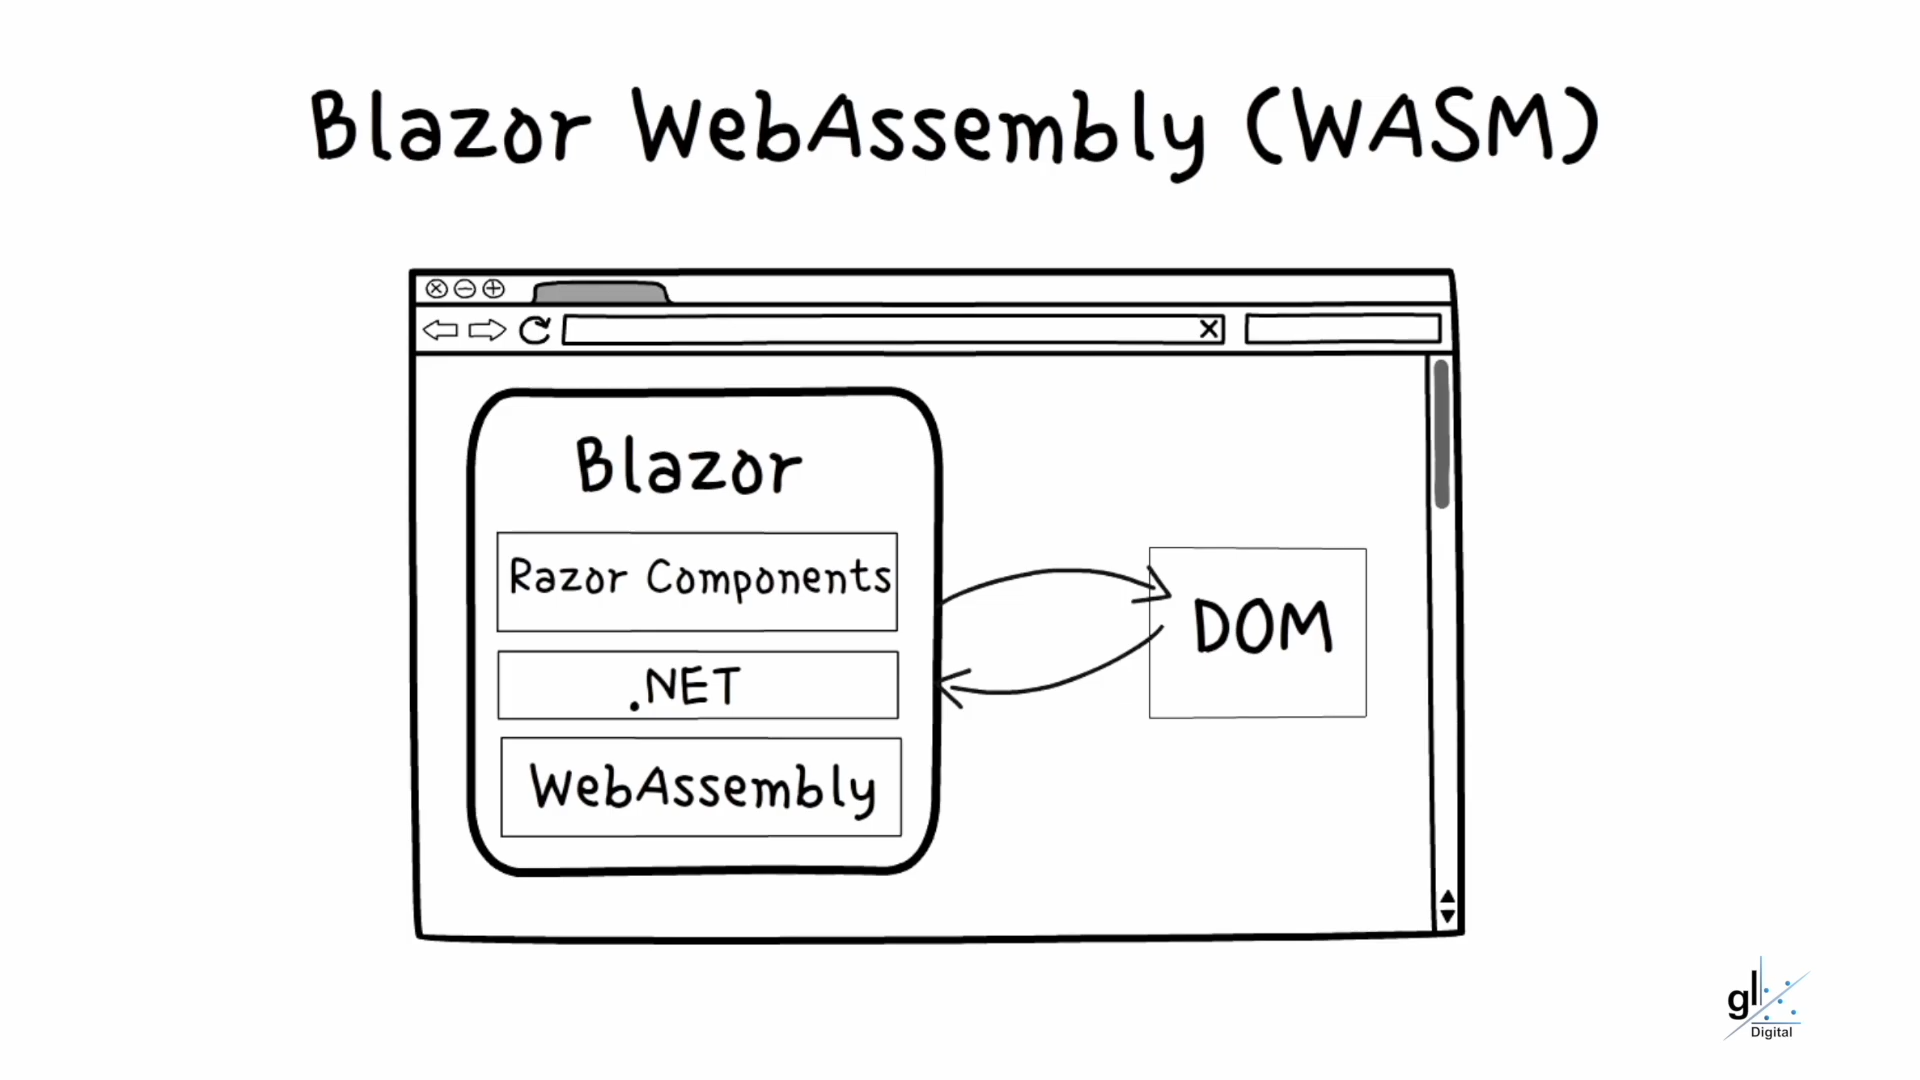 Blazor WebAssembly (WASM)
Blazor
Razor Components
.NET
WebAssembly
DOM
gl
Digital